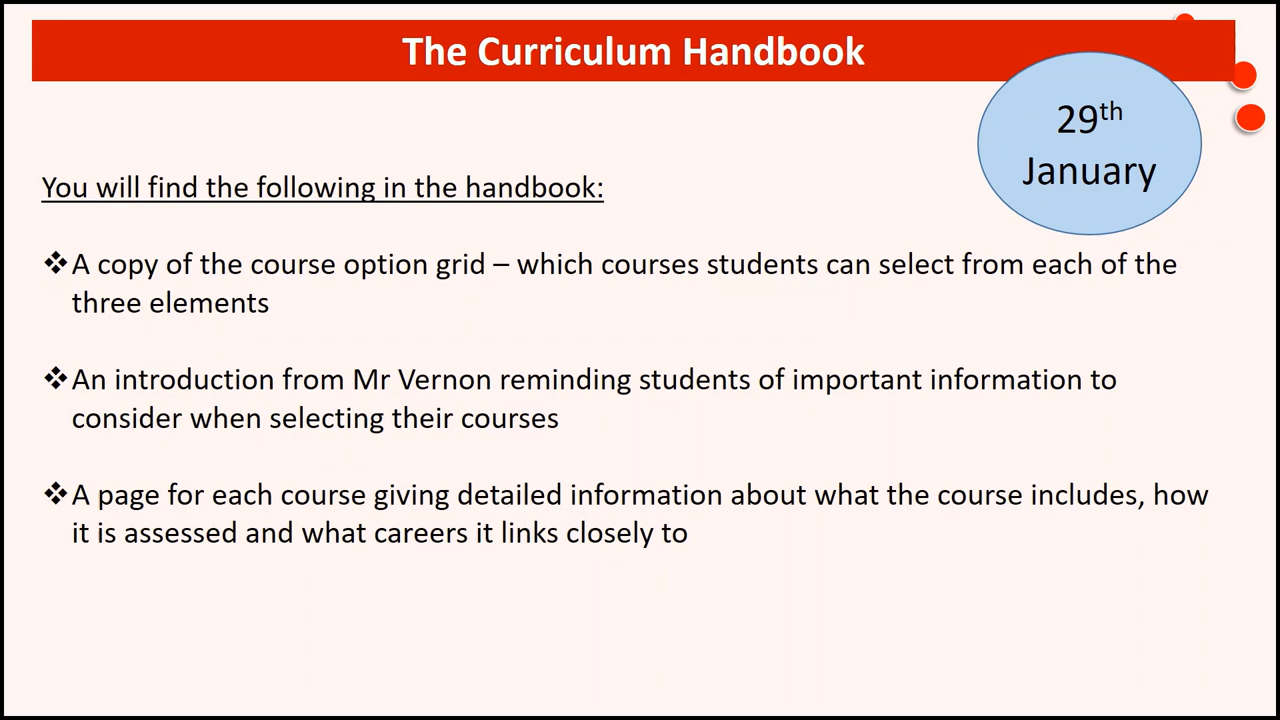 The Curriculum Handbook
29th
January
You will find the following in the handbook:
❖A copy of the course option grid – which courses students can select from each of the
three elements
❖An introduction from Mr Vernon reminding students of important information to
consider when selecting their courses
❖A page for each course giving detailed information about what the course includes, how
it is assessed and what careers it links closely to